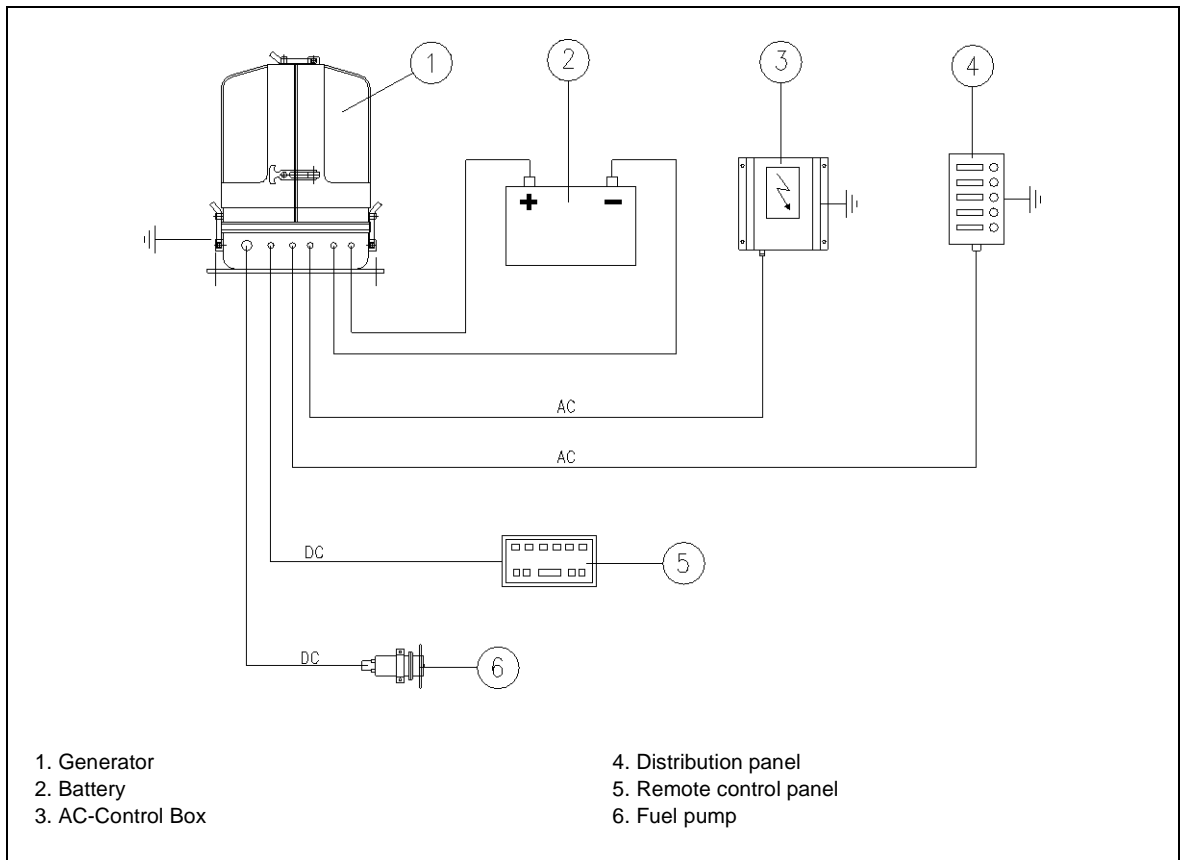 1
2
3
4
+ −
AC
AC
DC
5
DC
6
1. Generator
2. Battery
3. AC-Control Box
4. Distribution panel
5. Remote control panel
6. Fuel pump